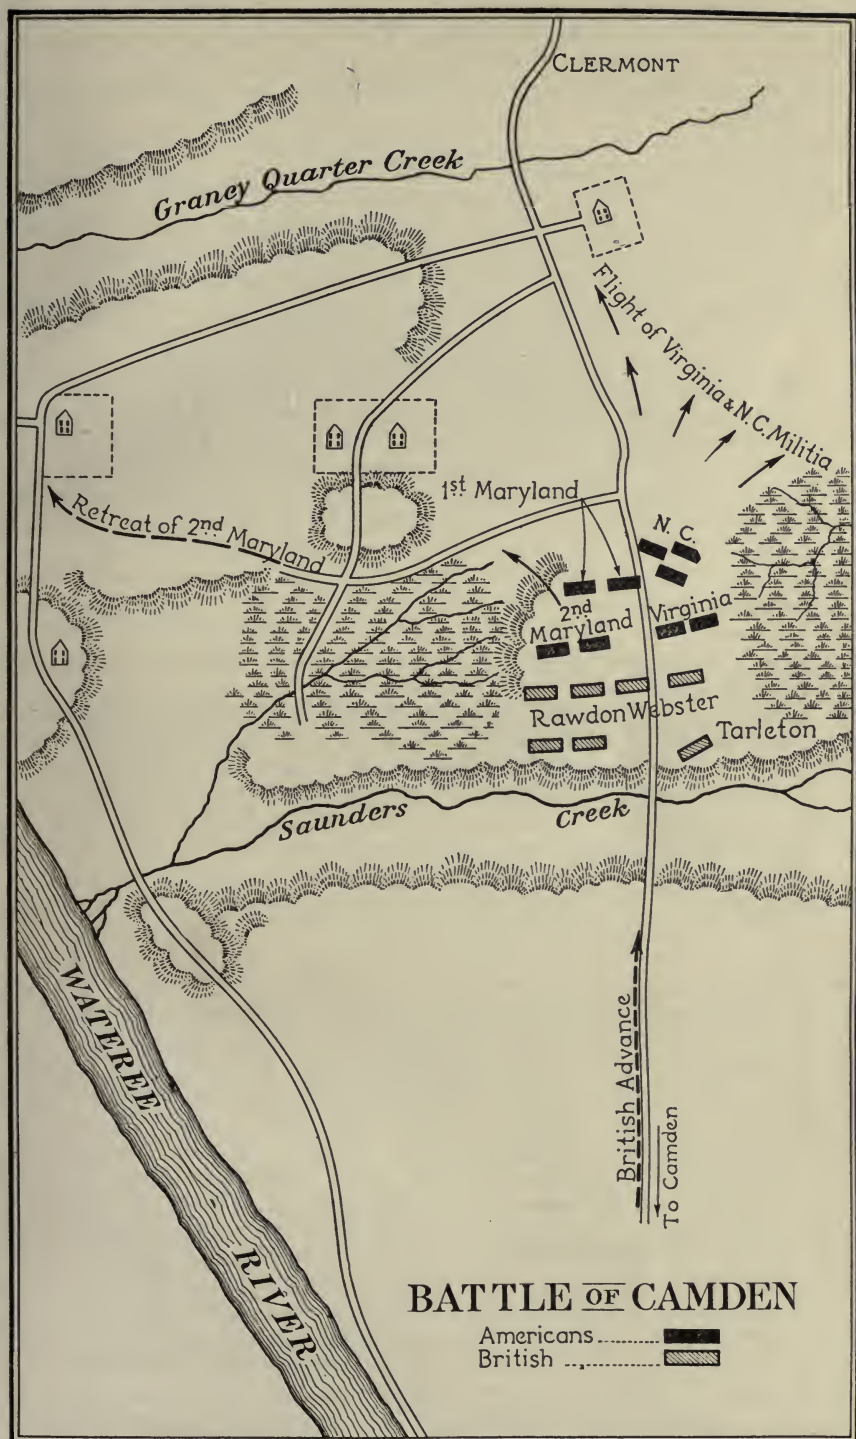 CLERMONT
Graney Quarter Creek
Flight of Virginia & N.C. Militia
1st Maryland
Retreat of 2nd Maryland
N. C.
2nd
Maryland
Virginia
Rawdon Webster
Tarleton
Saunders Creek
WATEREE RIVER
British Advance
To Camden
BATTLE OF CAMDEN
Americans ............
British ..,............